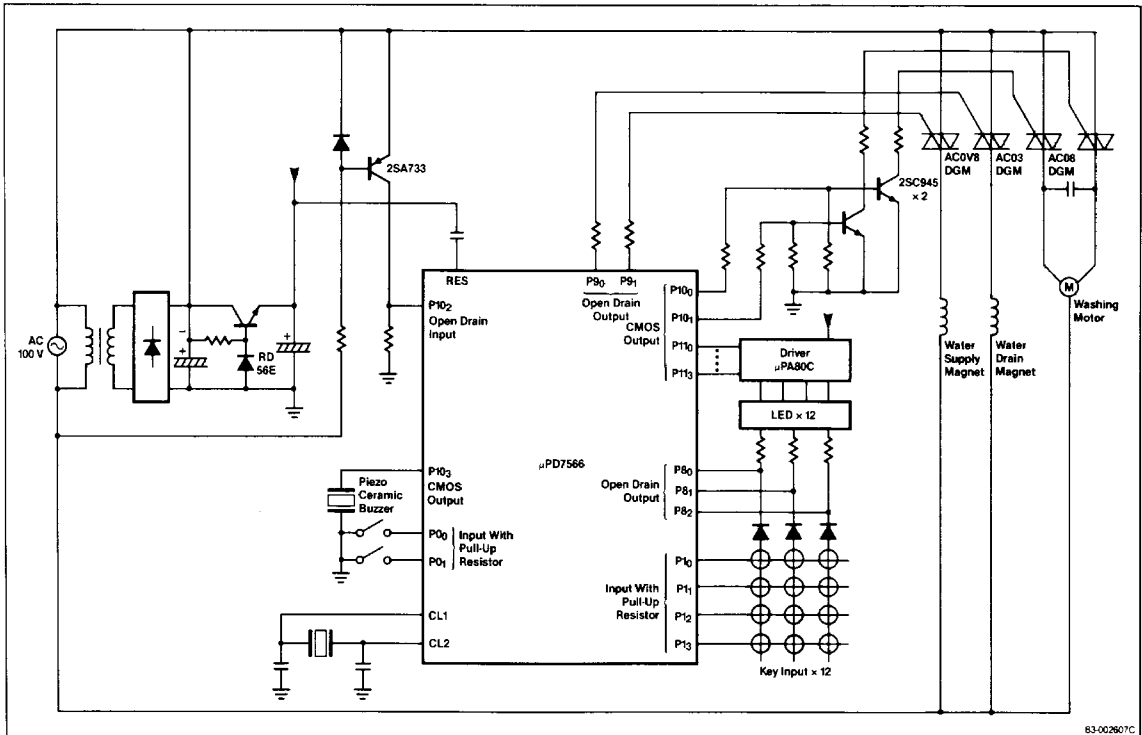 2SA733
AC0V8
DGM
AC03
DGM
AC08
DGM
2SC945
× 2
RES
P9₀ P9₁
Open Drain
Output
P10₂
Open Drain
Input
P10₀
CMOS
Output
P10₁
P11₀
P11₃
Driver
µPA80C
LED × 12
M
Washing
Motor
Water
Supply
Magnet
Water
Drain
Magnet
AC
100 V
−
+
+
RD
56E
µPD7566
P10₃
CMOS
Output
Piezo
Ceramic
Buzzer
P0₀
P0₁
Input With
Pull-Up
Resistor
CL1
CL2
Open Drain
Output
P8₀
P8₁
P8₂
Input With
Pull-Up
Resistor
P1₀
P1₁
P1₂
P1₃
Key Input × 12
83-002607C